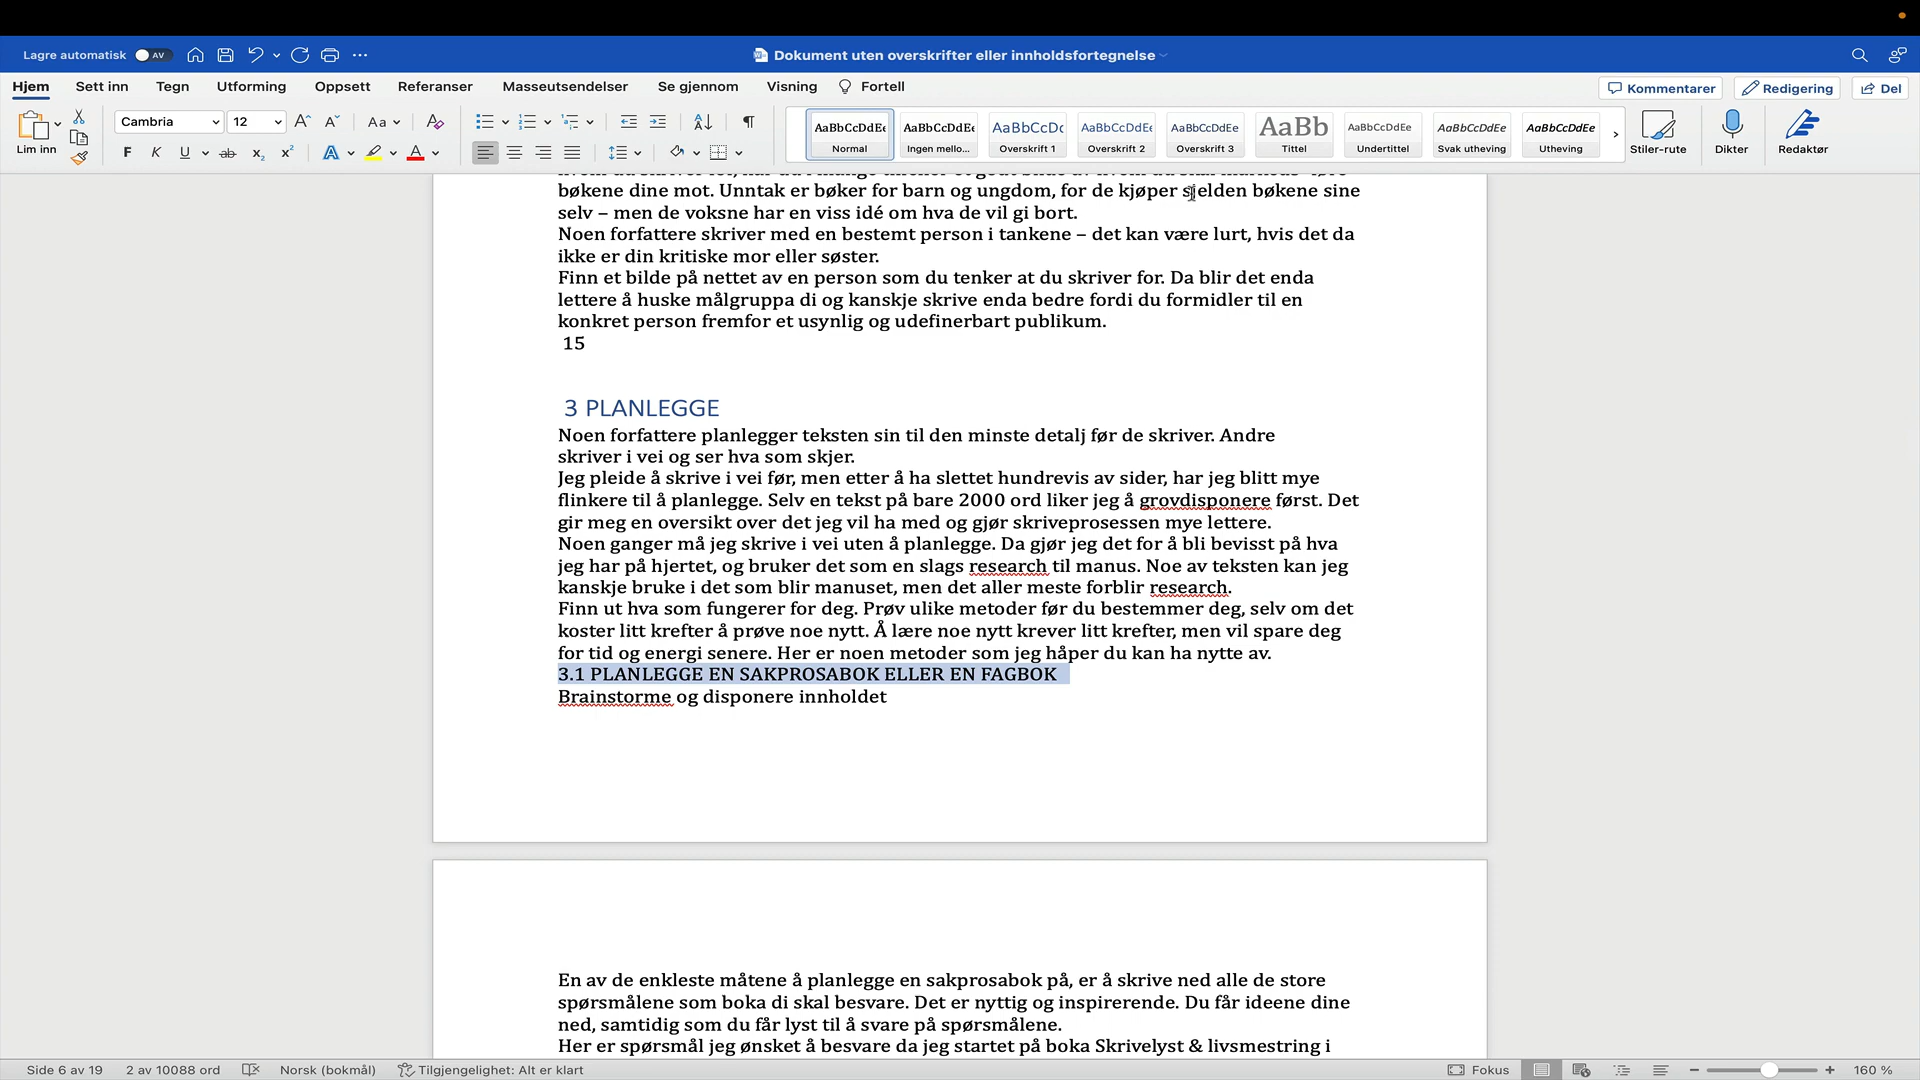 Lagre automatisk AV
Dokument uten overskrifter eller innholdsfortegnelse
Hjem Sett inn Tegn Utforming Oppsett Referanser Masseutsendelser Se gjennom Visning Fortell
Kommentarer Redigering Del
Lim inn
Cambria 12
AaBbCcDdEe Normal
AaBbCcDdEe Ingen mello...
AaBbCcDc Overskrift 1
AaBbCcDdEe Overskrift 2
AaBbCcDdEe Overskrift 3
AaBb Tittel
AaBbCcDdEe Undertittel
AaBbCcDdEe Svak utheving
AaBbCcDdEe Utheving
Stiler-rute
Dikter
Redaktør
bøkene dine mot. Unntak er bøker for barn og ungdom, for de kjøper sjelden bøkene sine
selv – men de voksne har en viss idé om hva de vil gi bort.
Noen forfattere skriver med en bestemt person i tankene – det kan være lurt, hvis det da
ikke er din kritiske mor eller søster.
Finn et bilde på nettet av en person som du tenker at du skriver for. Da blir det enda
lettere å huske målgruppa di og kanskje skrive enda bedre fordi du formidler til en
konkret person fremfor et usynlig og udefinerbart publikum.
15
3 PLANLEGGE
Noen forfattere planlegger teksten sin til den minste detalj før de skriver. Andre
skriver i vei og ser hva som skjer.
Jeg pleide å skrive i vei før, men etter å ha slettet hundrevis av sider, har jeg blitt mye
flinkere til å planlegge. Selv en tekst på bare 2000 ord liker jeg å grovdisponere først. Det
gir meg en oversikt over det jeg vil ha med og gjør skriveprosessen mye lettere.
Noen ganger må jeg skrive i vei uten å planlegge. Da gjør jeg det for å bli bevisst på hva
jeg har på hjertet, og bruker det som en slags research til manus. Noe av teksten kan jeg
kanskje bruke i det som blir manuset, men det aller meste forblir research.
Finn ut hva som fungerer for deg. Prøv ulike metoder før du bestemmer deg, selv om det
koster litt krefter å prøve noe nytt. Å lære noe nytt krever litt krefter, men vil spare deg
for tid og energi senere. Her er noen metoder som jeg håper du kan ha nytte av.
3.1 PLANLEGGE EN SAKPROSABOK ELLER EN FAGBOK
Brainstorme og disponere innholdet
En av de enkleste måtene å planlegge en sakprosabok på, er å skrive ned alle de store
spørsmålene som boka di skal besvare. Det er nyttig og inspirerende. Du får ideene dine
ned, samtidig som du får lyst til å svare på spørsmålene.
Her er spørsmål jeg ønsket å besvare da jeg startet på boka Skrivelyst & livsmestring i
Side 6 av 19 2 av 10088 ord Norsk (bokmål) Tilgjengelighet: Alt er klart Fokus 160 %